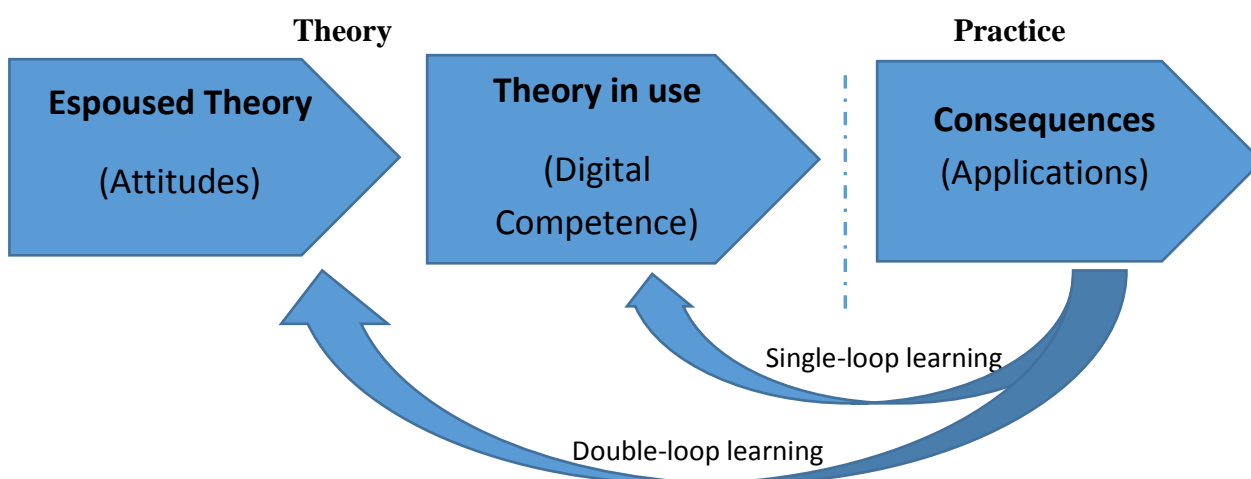 Theory
Practice
Espoused Theory
(Attitudes)
Theory in use
(Digital
Competence)
Consequences
(Applications)
Single-loop learning
Double-loop learning